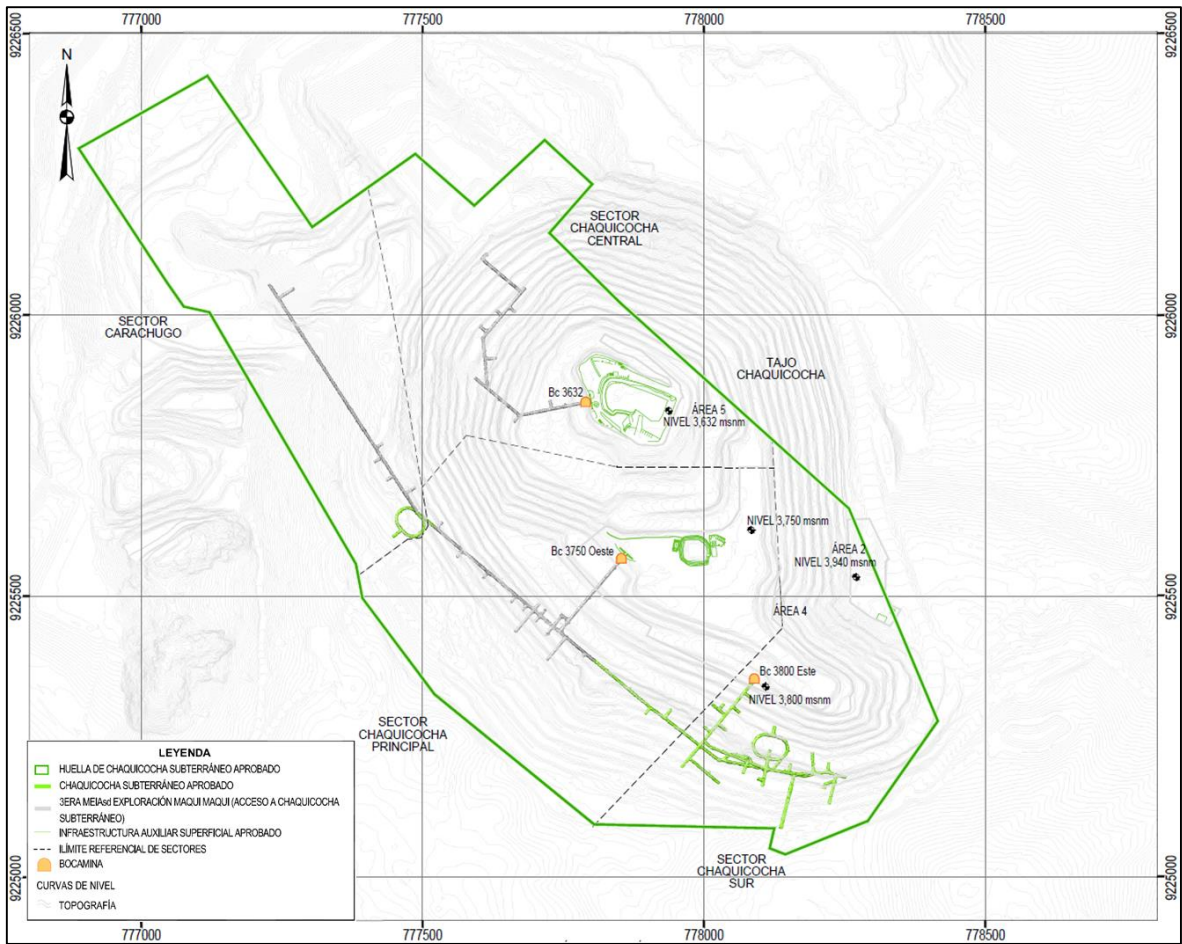 777000
777500
778000
778500
9226500
9226500
N
SECTOR
CHAQUICOCHA
CENTRAL
9226000
9226000
SECTOR
CARACHUGO
TAJO
CHAQUICOCHA
Bc 3632
ÁREA 5
NIVEL 3,632 msnm
NIVEL 3,750 msnm
Bc 3750 Oeste
ÁREA 2
NIVEL 3,940 msnm
9225500
9225500
ÁREA 4
Bc 3800 Este
NIVEL 3,800 msnm
SECTOR
CHAQUICOCHA
PRINCIPAL
LEYENDA
HUELLA DE CHAQUICOCHA SUBTERRÁNEO APROBADO
CHAQUICOCHA SUBTERRÁNEO APROBADO
3ERA MEIAsd EXPLORACIÓN MAQUI MAQUI (ACCESO A CHAQUICOCHA
SUBTERRÁNEO)
INFRAESTRUCTURA AUXILIAR SUPERFICIAL APROBADO
ILÍMITE REFERENCIAL DE SECTORES
BOCAMINA
CURVAS DE NIVEL
TOPOGRAFÍA
SECTOR
CHAQUICOCHA
SUR
9225000
9225000
777000
777500
778000
778500